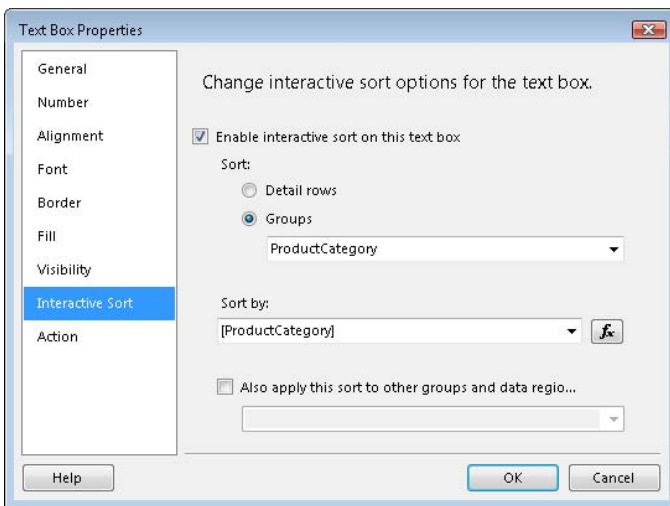 Text Box Properties
General
Number
Alignment
Font
Border
Fill
Visibility
Interactive Sort
Action
Change interactive sort options for the text box.
Enable interactive sort on this text box
Sort:
Detail rows
Groups
ProductCategory
Sort by:
[ProductCategory]
fx
Also apply this sort to other groups and data regio...
Help
OK
Cancel